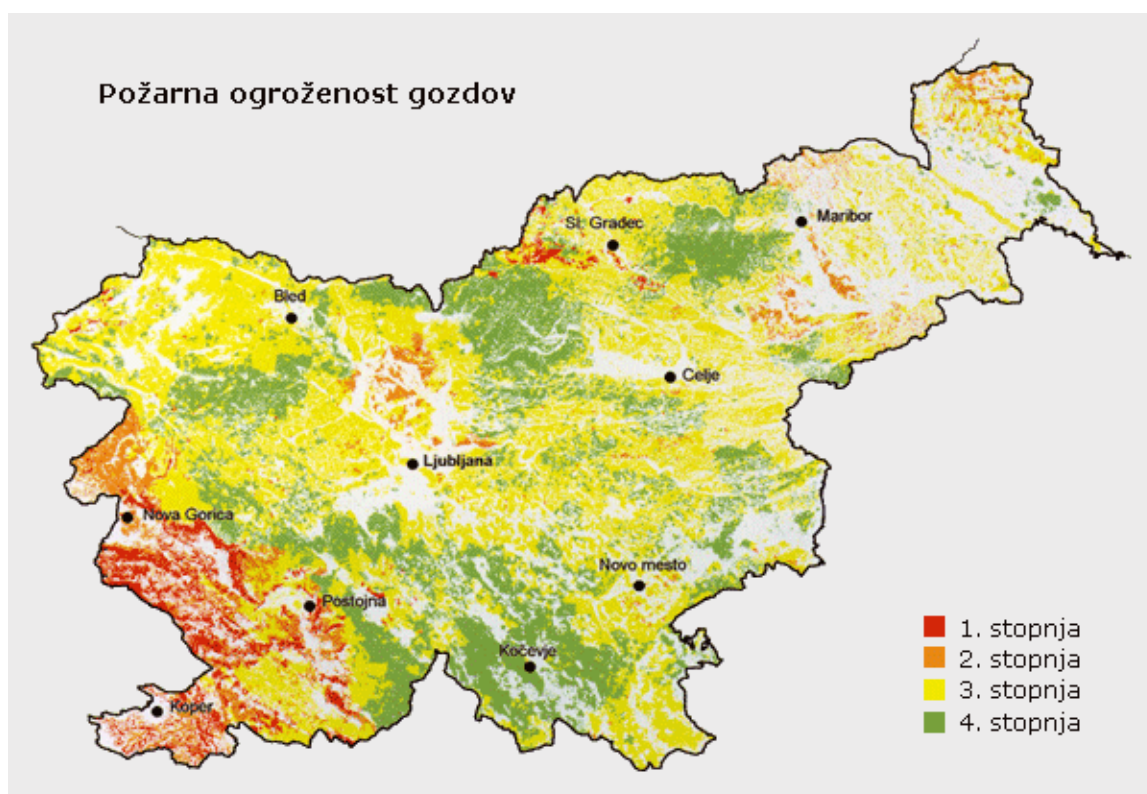 Požarna ogroženost gozdov
Sl. Gradec
Maribor
Bled
Celje
Ljubljana
Nova Gorica
Novo mesto
Postojna
Kočevje
Koper
1. stopnja
2. stopnja
3. stopnja
4. stopnja